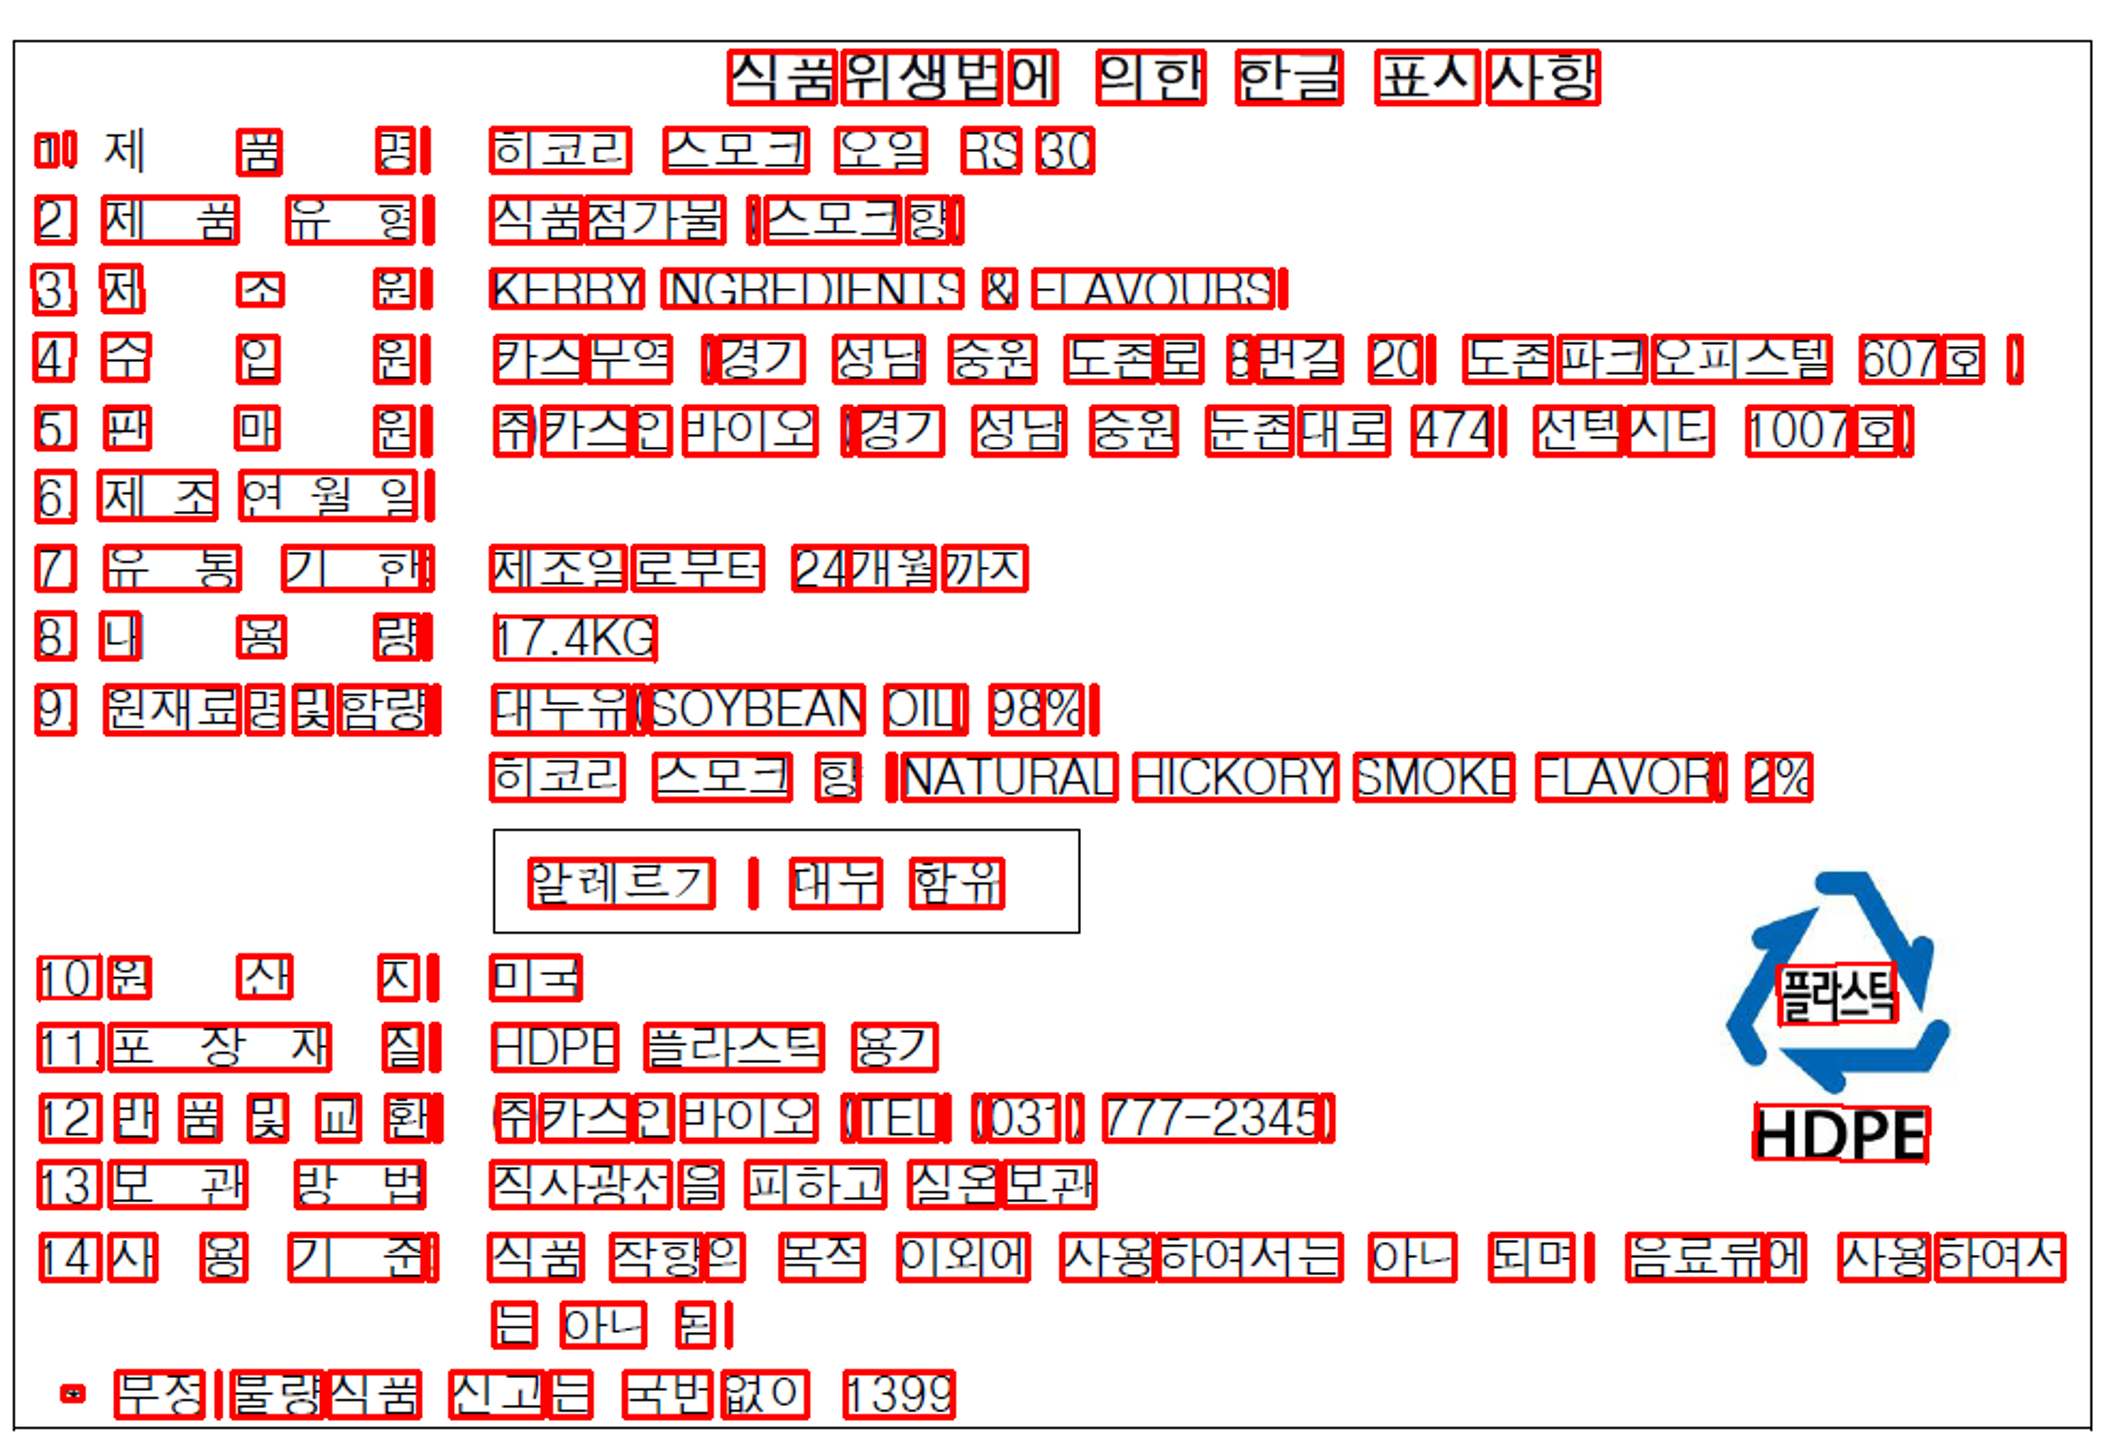 식품위생법에 의한 한글 표시사항
1. 제 품 명 : 히코리 스모크 오일 RS 30
2. 제 품 유 형 : 식품첨가물 (스모크향)
3. 제 조 원 : KERRY INGREDIENTS & FLAVOURS.
4. 수 입 원 : 카스무역 (경기 성남 중원 도촌로 8번길 20, 도촌파크오피스텔 607호 )
5. 판 매 원 : ㈜카스인바이오 (경기 성남 중원 둔촌대로 474, 선텍시티 1007호)
6. 제 조 연 월 일 :
7. 유 통 기 한 : 제조일로부터 24개월까지
8. 내 용 량 : 17.4KG
9. 원재료명및함량 : 대두유(SOYBEAN OIL) 98%,
히코리 스모크 향 (NATURAL HICKORY SMOKE FLAVOR) 2%
알레르기 : 대두 함유
10.원 산 지 : 미국
11.포 장 재 질 : HDPE 플라스틱 용기
12.반 품 및 교 환 : ㈜카스인바이오 (TEL: (031) 777-2345)
13.보 관 방 법 직사광선을 피하고 실온보관
14.사 용 기 준 : 식품 착향의 목적 이외에 사용하여서는 아니 되며, 음료류에 사용하여서
는 아니 됨.
* 부정,불량식품 신고는 국번없이 1399
플라스틱
HDPE